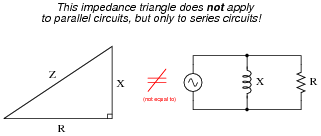 This impedance triangle does not apply
to parallel circuits, but only to series circuits!
Z
X
R
(not equal to)
X
R